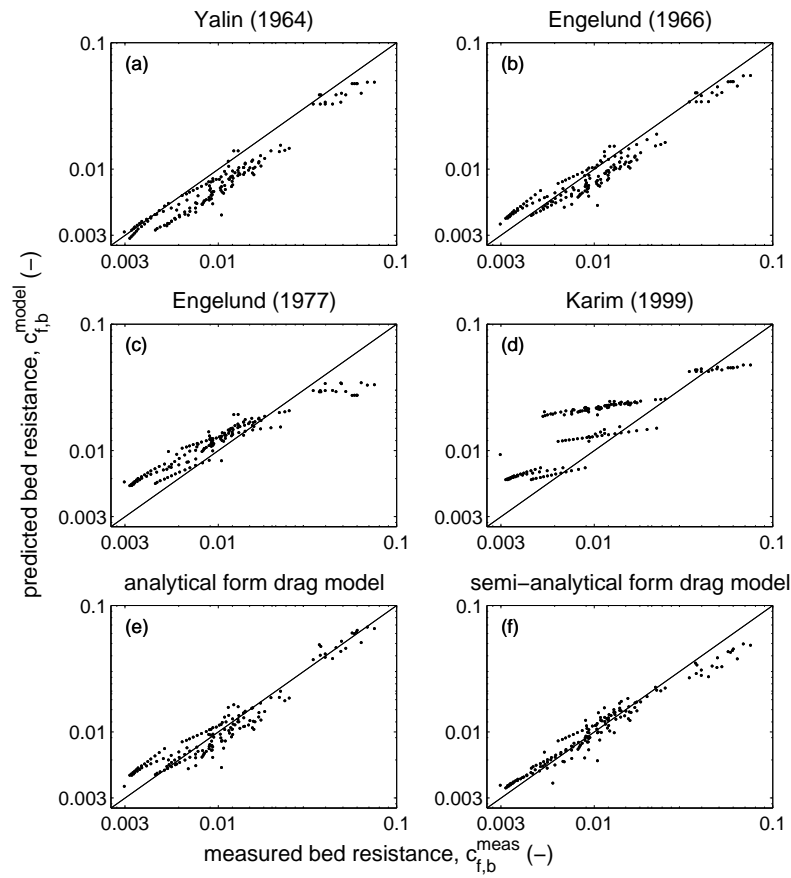 Yalin (1964)
Engelund (1966)
0.1
(a)
0.01
0.003
0.003
0.01
0.1
0.1
(b)
0.01
0.003
0.003
0.01
0.1
Engelund (1977)
Karim (1999)
0.1
(c)
0.01
0.003
0.003
0.01
0.1
0.1
(d)
0.01
0.003
0.003
0.01
0.1
analytical form drag model
semi−analytical form drag model
0.1
(e)
0.01
0.003
0.003
0.01
0.1
0.1
(f)
0.01
0.003
0.003
0.01
0.1
predicted bed resistance, c_{f,b}^{model} (−)
measured bed resistance, c_{f,b}^{meas} (−)